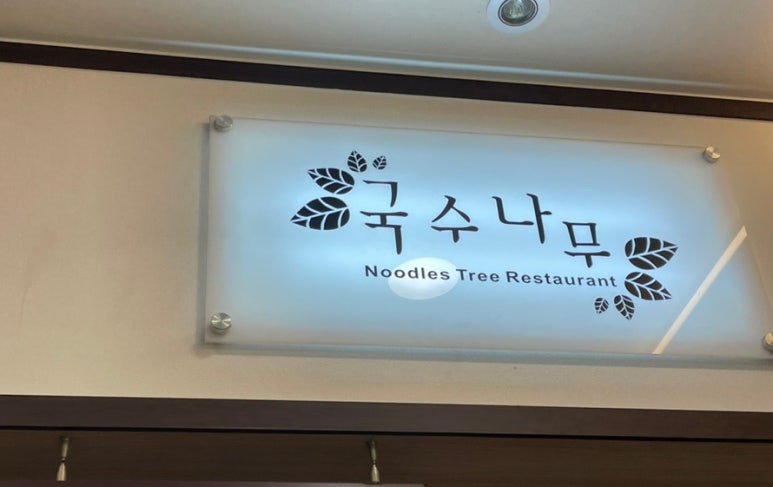 국수나무
Noodles Tree Restaurant